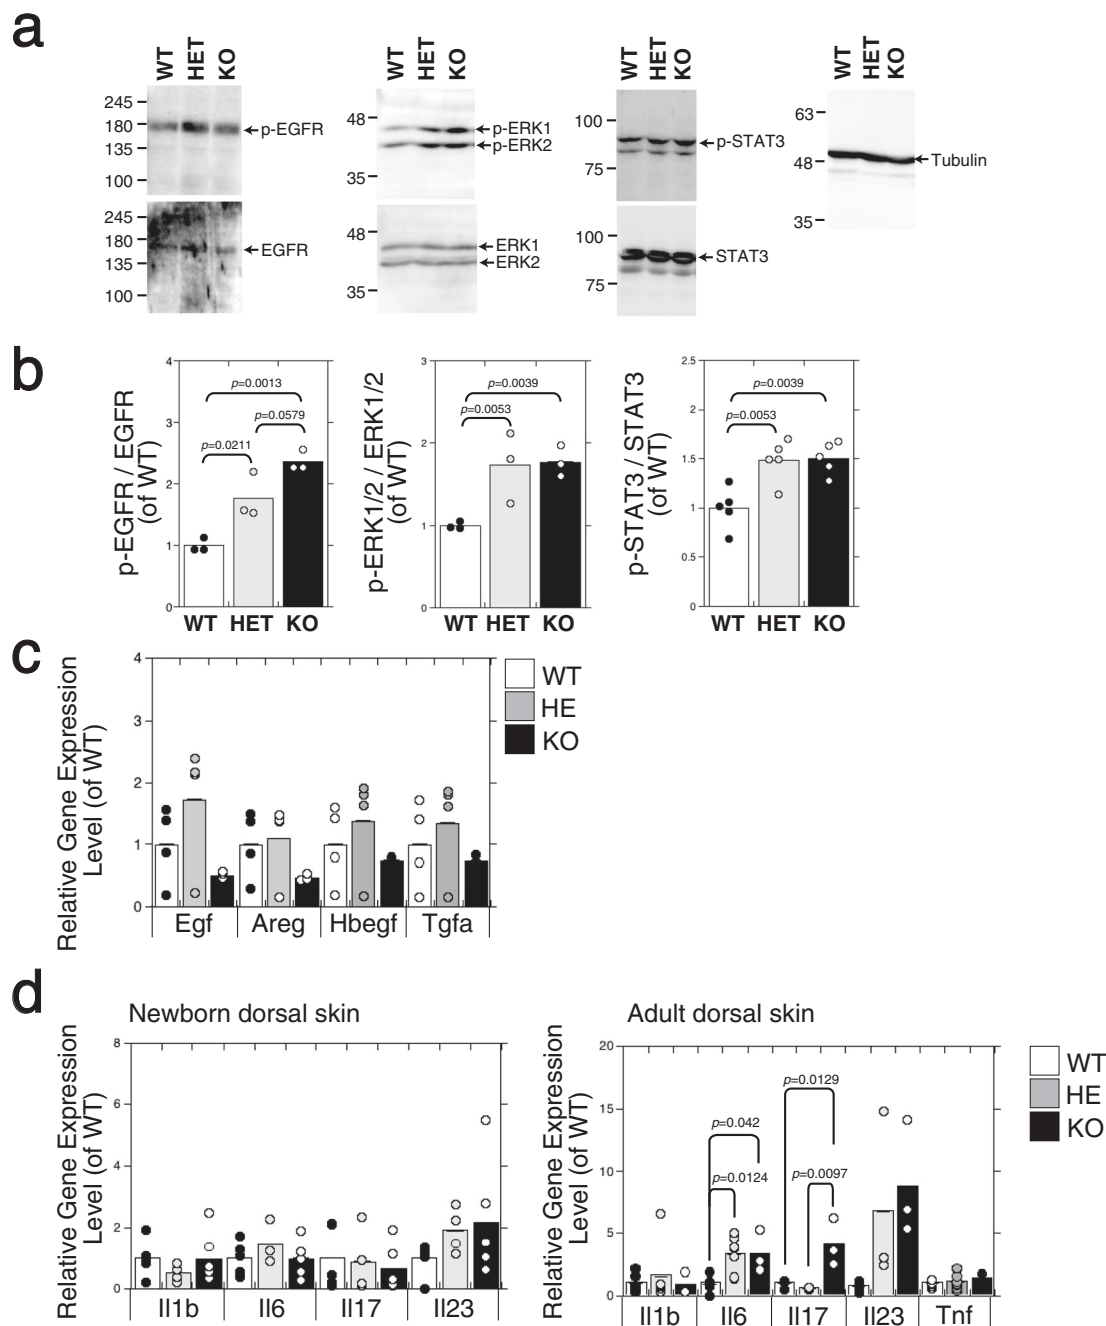 a
WT HET KO
245
180
135
100
p-EGFR
245
180
135
100
EGFR
WT HET KO
48
35
p-ERK1
p-ERK2
48
35
ERK1
ERK2
WT HET KO
100
75
p-STAT3
100
75
STAT3
WT HET KO
63
48
35
Tubulin
b
p-EGFR / EGFR
(of WT)
4
3
2
1
0
p=0.0013
p=0.0579
p=0.0211
WT HET KO
p-ERK1/2 / ERK1/2
(of WT)
3
2
1
0
p=0.0039
p=0.0053
WT HET KO
p-STAT3 / STAT3
(of WT)
2.5
2
1.5
1
0.5
0
p=0.0039
p=0.0053
WT HET KO
c
Relative Gene Expression
Level (of WT)
4
3
2
1
0
Egf Areg Hbegf Tgfa
WT
HE
KO
d
Newborn dorsal skin
Relative Gene Expression
Level (of WT)
8
6
4
2
0
Il1b Il6 Il17 Il23
Adult dorsal skin
Relative Gene Expression
Level (of WT)
20
15
10
5
0
p=0.0129
p=0.042
p=0.0124
p=0.0097
Il1b Il6 Il17 Il23 Tnf
WT
HE
KO